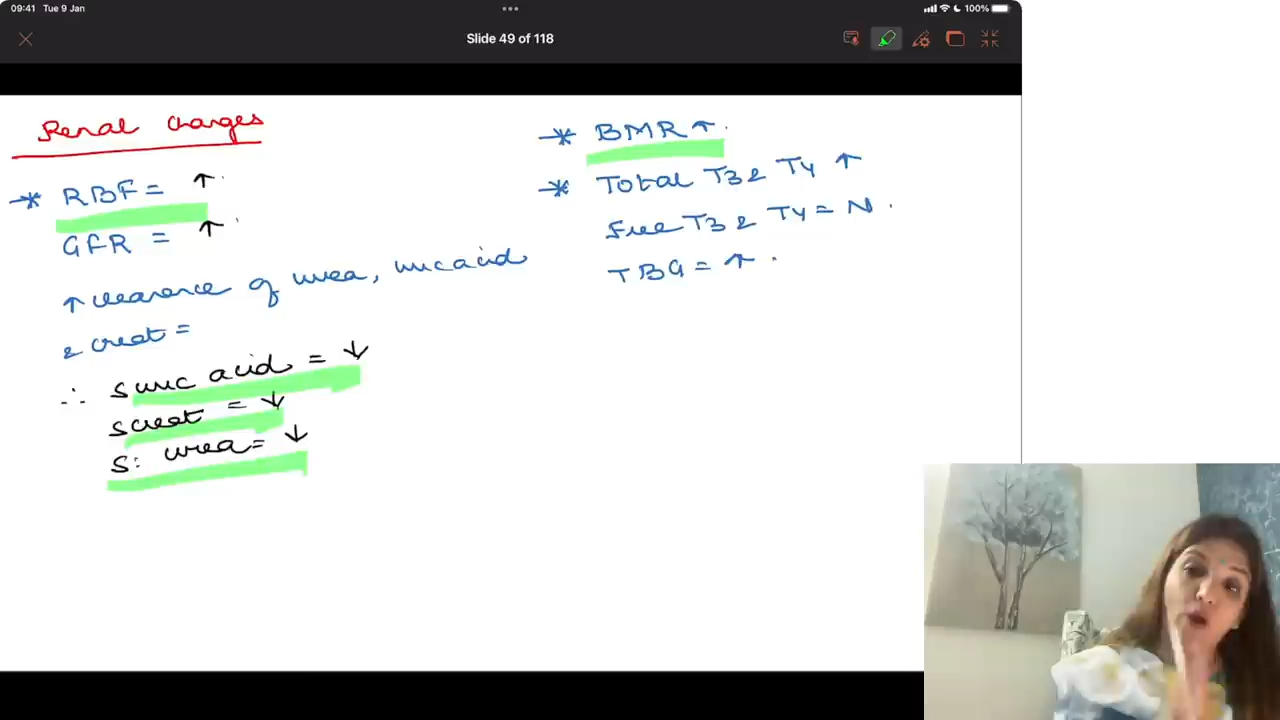 09:41 Tue 9 Jan
100%
Slide 49 of 118
Renal Changes
* RBF = ↑
GFR = ↑
↑ clearence of urea, uric acid
& creat =
∴ S uric acid = ↓
S creat = ↓
S: urea = ↓
* BMR ↑
* Total T3 & T4 ↑
Free T3 & T4 = N
TBG = ↑